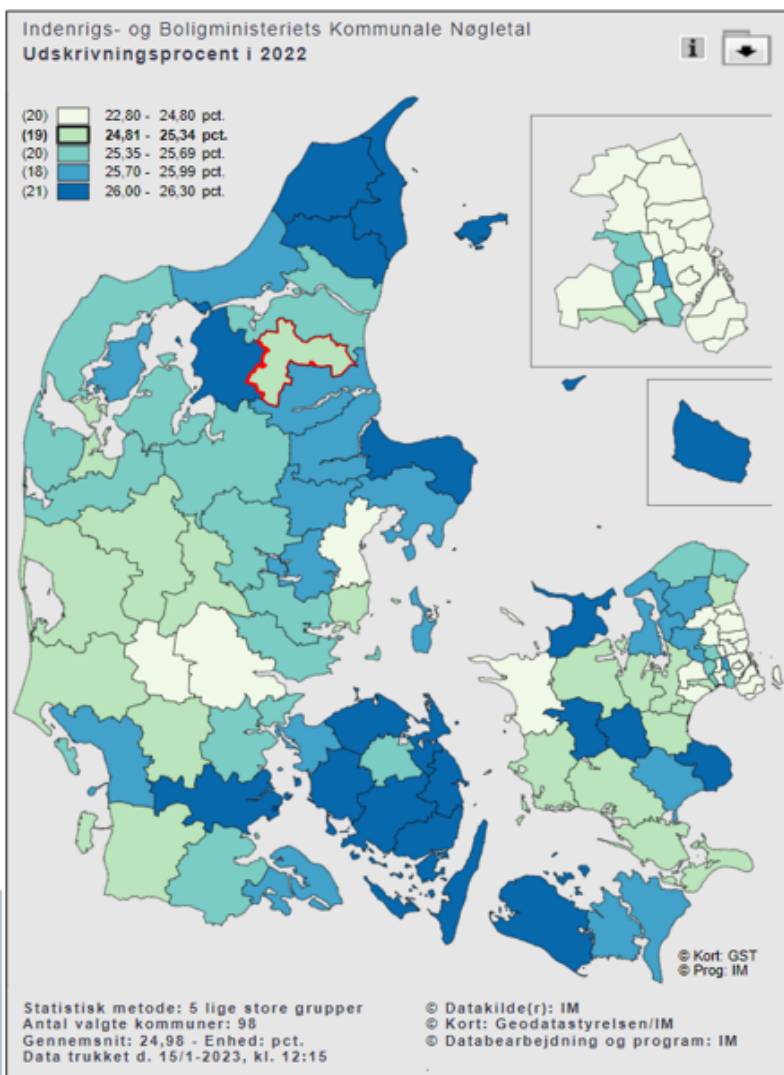 Indenrigs- og Boligministeriets Kommunale Nøgletal
Udskrivningsprocent i 2022
i
(20) 22,80 - 24,80 pct.
(19) 24,81 - 25,34 pct.
(20) 25,35 - 25,69 pct.
(18) 25,70 - 25,99 pct.
(21) 26,00 - 26,30 pct.
© Kort: GST
© Prog: IM
Statistisk metode: 5 lige store grupper
Antal valgte kommuner: 98
Gennemsnit: 24,98 - Enhed: pct.
Data trukket d. 15/1-2023, kl. 12:15
© Datakilde(r): IM
© Kort: Geodatastyrelsen/IM
© Databearbejdning og program: IM